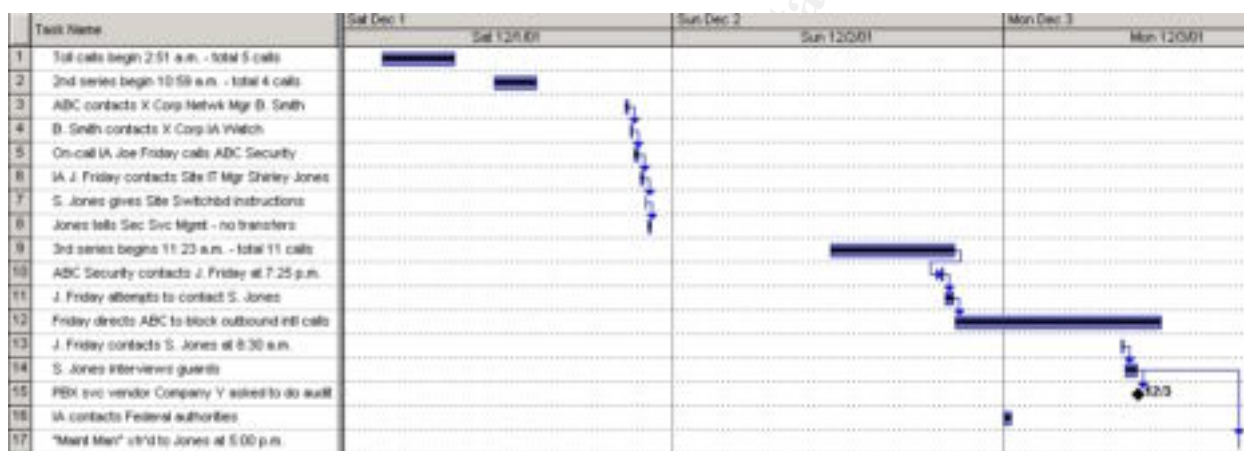 Task Name
Sat Dec 1
Sun Dec 2
Mon Dec 3
Sat 12/1/01
Sun 12/2/01
Mon 12/3/01
1 Toll calls begin 2:51 a.m. - total 5 calls
2 2nd series begin 10:59 a.m. - total 4 calls
3 ABC contacts X Corp Netwk Mgr B. Smith
4 B. Smith contacts X Corp IA Watch
5 On-call IA Joe Friday calls ABC Security
6 IA J. Friday contacts Site IT Mgr Shirley Jones
7 S. Jones gives Site Switchbd instructions
8 Jones tells Sec Svc Mgmt - no transfers
9 3rd series begins 11:23 a.m. - total 11 calls
10 ABC Security contacts J. Friday at 7:25 p.m.
11 J. Friday attempts to contact S. Jones
12 Friday directs ABC to block outbound intl calls
13 J. Friday contacts S. Jones at 8:30 a.m.
14 S. Jones interviews guards
15 PBX svc vendor Company Y asked to do audit
12/3
16 IA contacts Federal authorities
17 "Maint Man" to Jones at 5:00 p.m.